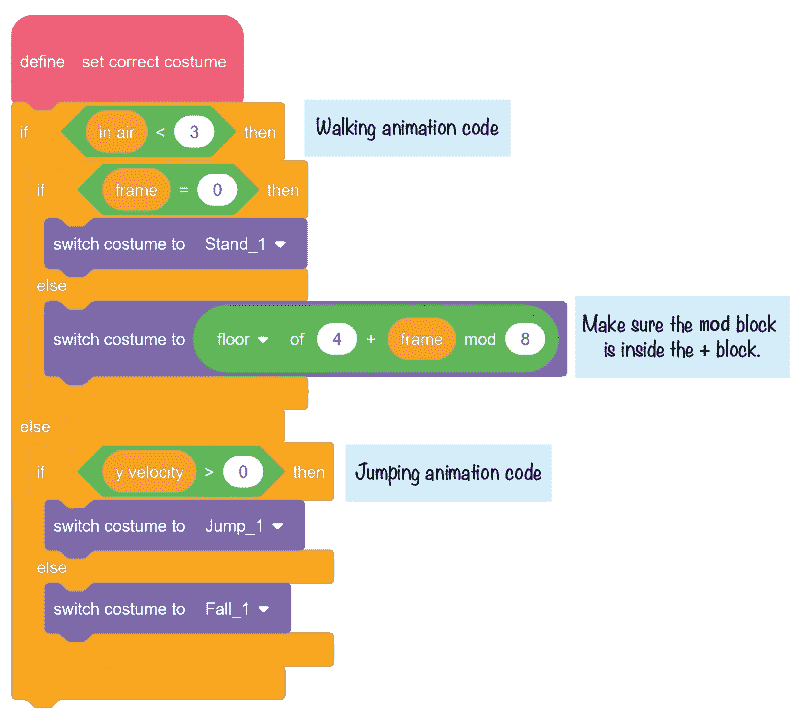 define set correct costume
if in air < 3 then
Walking animation code
if frame = 0 then
switch costume to Stand_1
else
switch costume to floor of 4 + frame mod 8
Make sure the mod block
is inside the + block.
else
if y velocity > 0 then
Jumping animation code
switch costume to Jump_1
else
switch costume to Fall_1